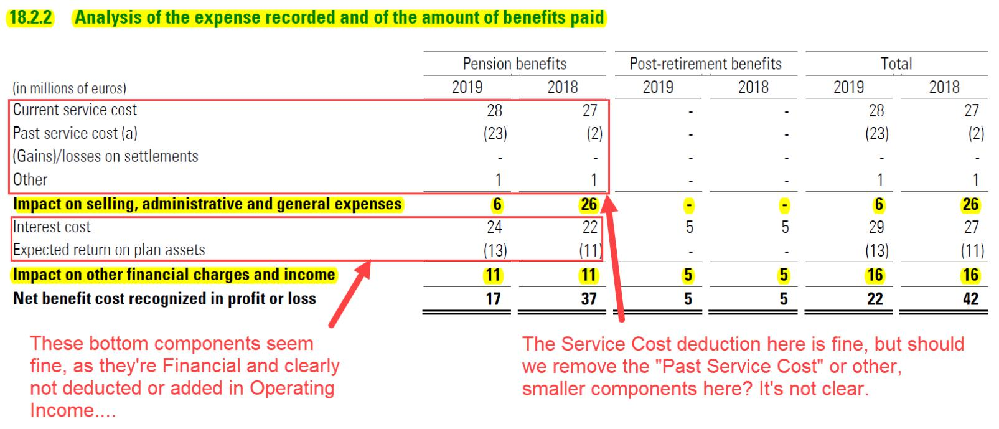 18.2.2 Analysis of the expense recorded and of the amount of benefits paid
Pension benefits Post-retirement benefits Total
(in millions of euros) 2019 2018 2019 2018 2019 2018
Current service cost 28 27 - - 28 27
Past service cost (a) (23) (2) - - (23) (2)
(Gains)/losses on settlements - - - - - -
Other 1 1 - - 1 1
Impact on selling, administrative and general expenses 6 26 - - 6 26
Interest cost 24 22 5 5 29 27
Expected return on plan assets (13) (11) - - (13) (11)
Impact on other financial charges and income 11 11 5 5 16 16
Net benefit cost recognized in profit or loss 17 37 5 5 22 42
These bottom components seem
fine, as they're Financial and clearly
not deducted or added in Operating
Income....
The Service Cost deduction here is fine, but should
we remove the "Past Service Cost" or other,
smaller components here? It's not clear.